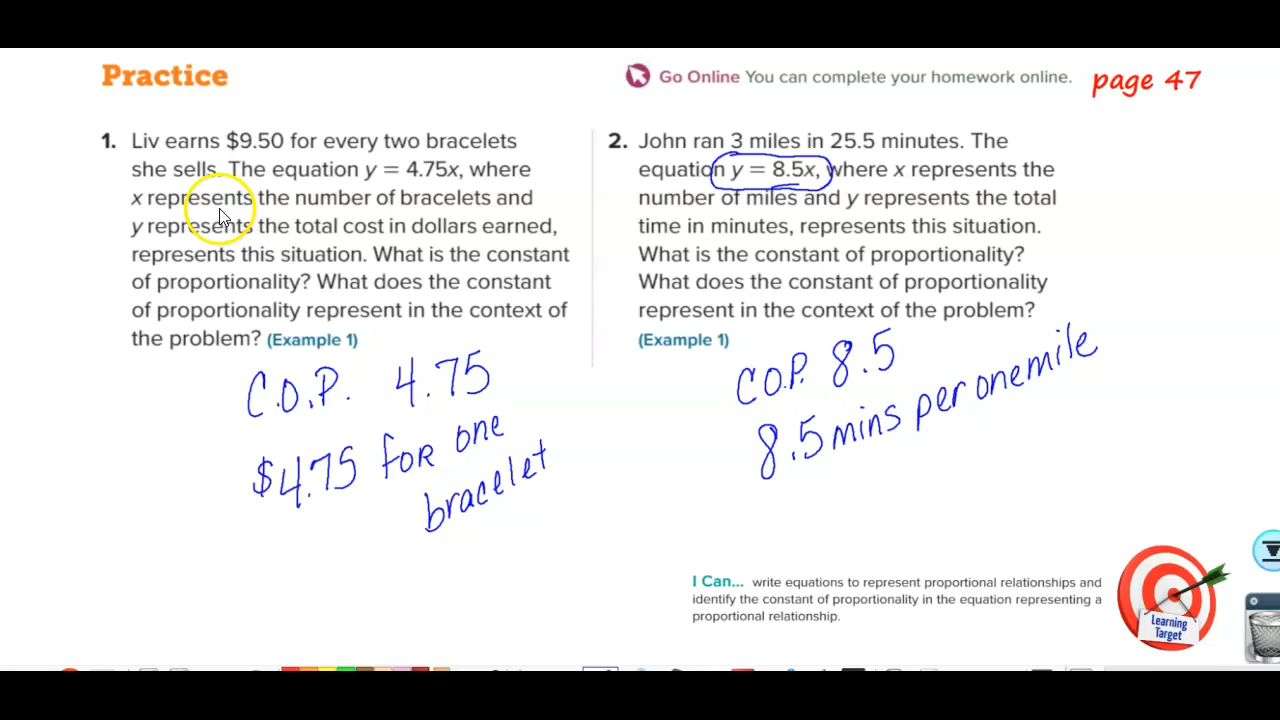 Practice
Go Online You can complete your homework online.
page 47
1. Liv earns $9.50 for every two bracelets
she sells. The equation y = 4.75x, where
x represents the number of bracelets and
y represents the total cost in dollars earned,
represents this situation. What is the constant
of proportionality? What does the constant
of proportionality represent in the context of
the problem? (Example 1)
C.O.P. 4.75
$4.75 for one
bracelet
2. John ran 3 miles in 25.5 minutes. The
equation y = 8.5x, where x represents the
number of miles and y represents the total
time in minutes, represents this situation.
What is the constant of proportionality?
What does the constant of proportionality
represent in the context of the problem?
(Example 1)
C.O.P. 8.5
8.5 mins per one mile
I Can... write equations to represent proportional relationships and
identify the constant of proportionality in the equation representing a
proportional relationship.
Learning
Target